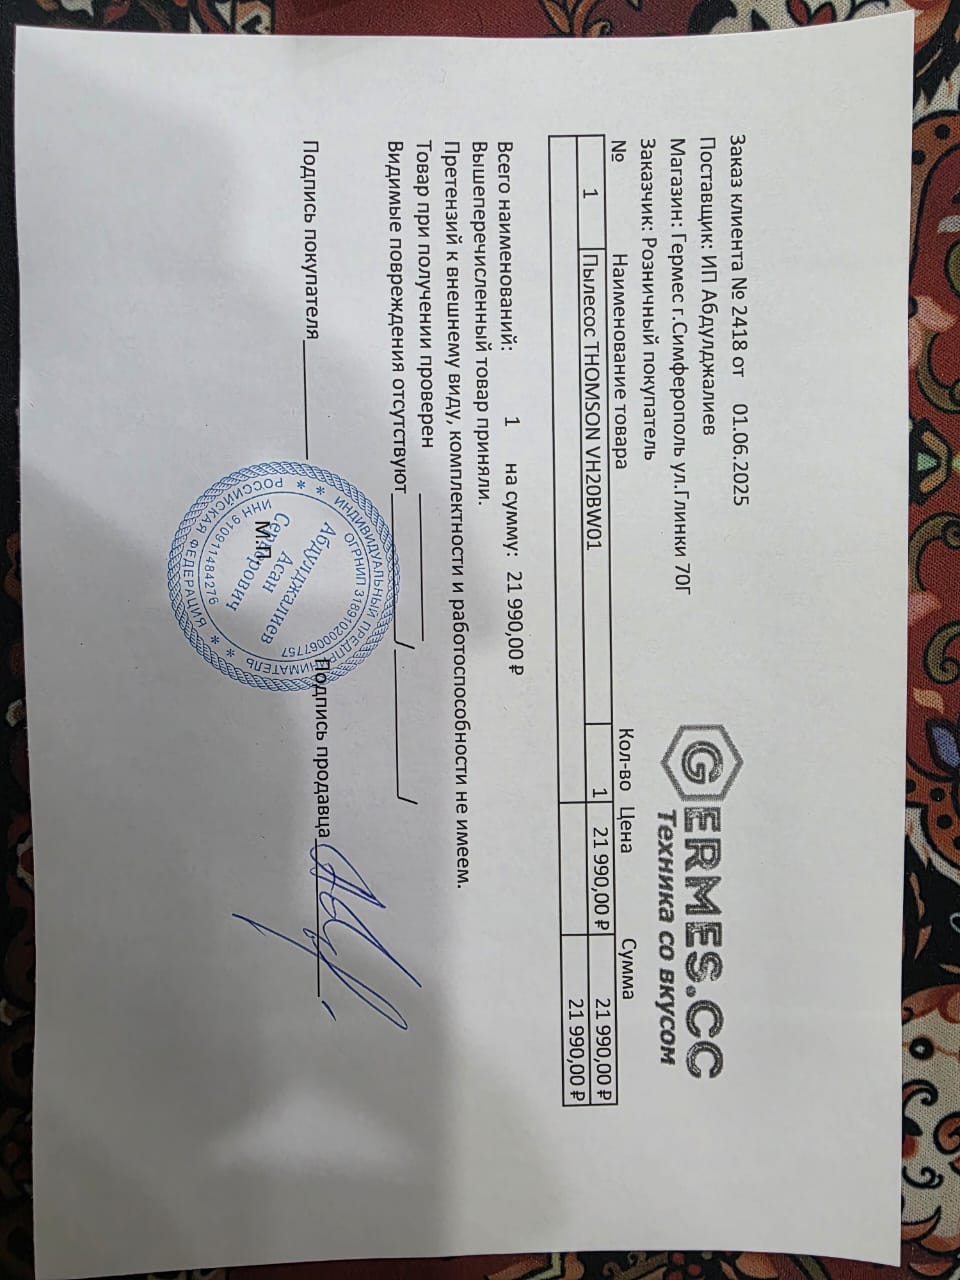 Заказ клиента № 2418 от 01.06.2025
Поставщик: ИП Абдулджалиев
Магазин: Гермес г.Симферополь ул.Глинки 70Г
Заказчик: Розничный покупатель
GERMES.CC
Техника со вкусом
№ Наименование товара Кол-во Цена Сумма
1 Пылесос THOMSON VH20BW01 1 21 990,00 ₽ 21 990,00 ₽
21 990,00 ₽
Всего наименований: 1 на сумму: 21 990,00 ₽
Вышеперечисленный товар приняли.
Претензий к внешнему виду, комплектности и работоспособности не имеем.
Товар при получении проверен
Видимые повреждения отсутствуют / /
Подпись покупателя Подпись продавца
М.П.
ИНДИВИДУАЛЬНЫЙ ПРЕДПРИНИМАТЕЛЬ
РОССИЙСКАЯ ФЕДЕРАЦИЯ
ОГРНИП 318910200067757
ИНН 910911484276
Абдулджалиев
Асан
Серверович